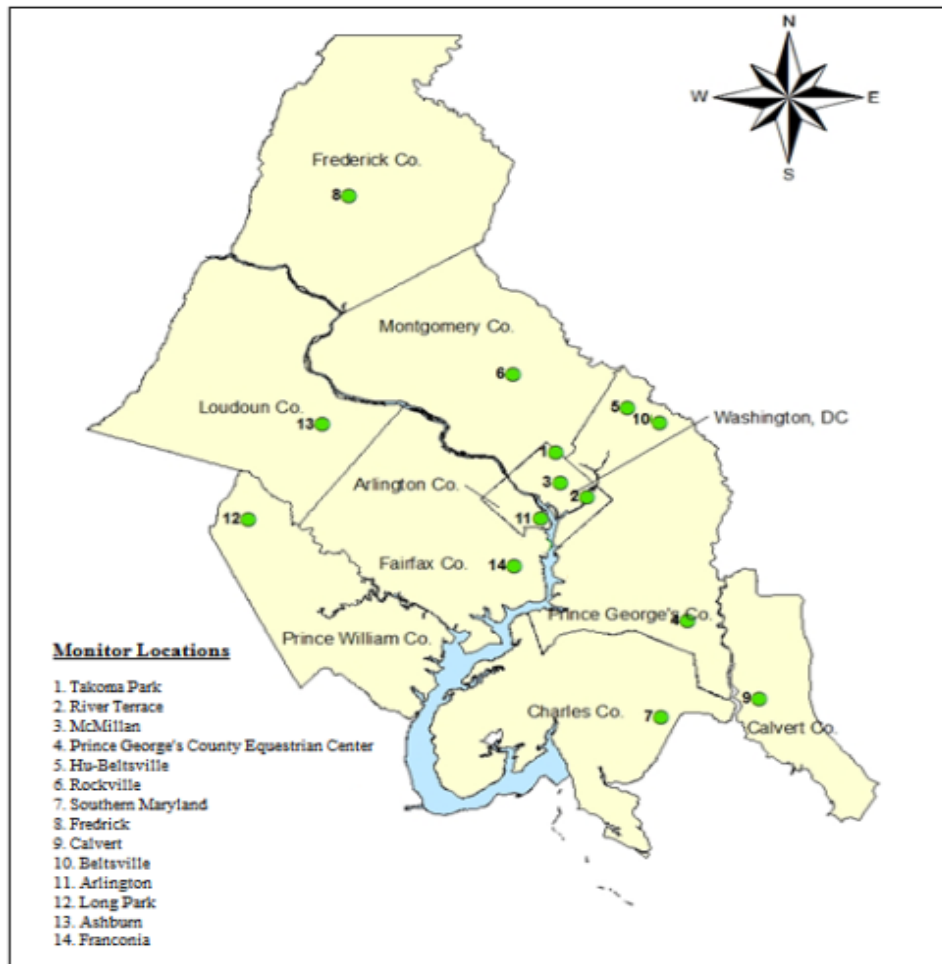 N
W E
S
Frederick Co.
8
Montgomery Co.
6
Loudoun Co.
13
5
10
Washington, DC
1
3
Arlington Co.
2
12
11
Fairfax Co.
14
Prince George's Co.
4
Prince William Co.
9
Charles Co.
7
Calvert Co.
Monitor Locations
1. Takoma Park
2. River Terrace
3. McMillan
4. Prince George's County Equestrian Center
5. Hu-Beltsville
6. Rockville
7. Southern Maryland
8. Fredrick
9. Calvert
10. Beltsville
11. Arlington
12. Long Park
13. Ashburn
14. Franconia